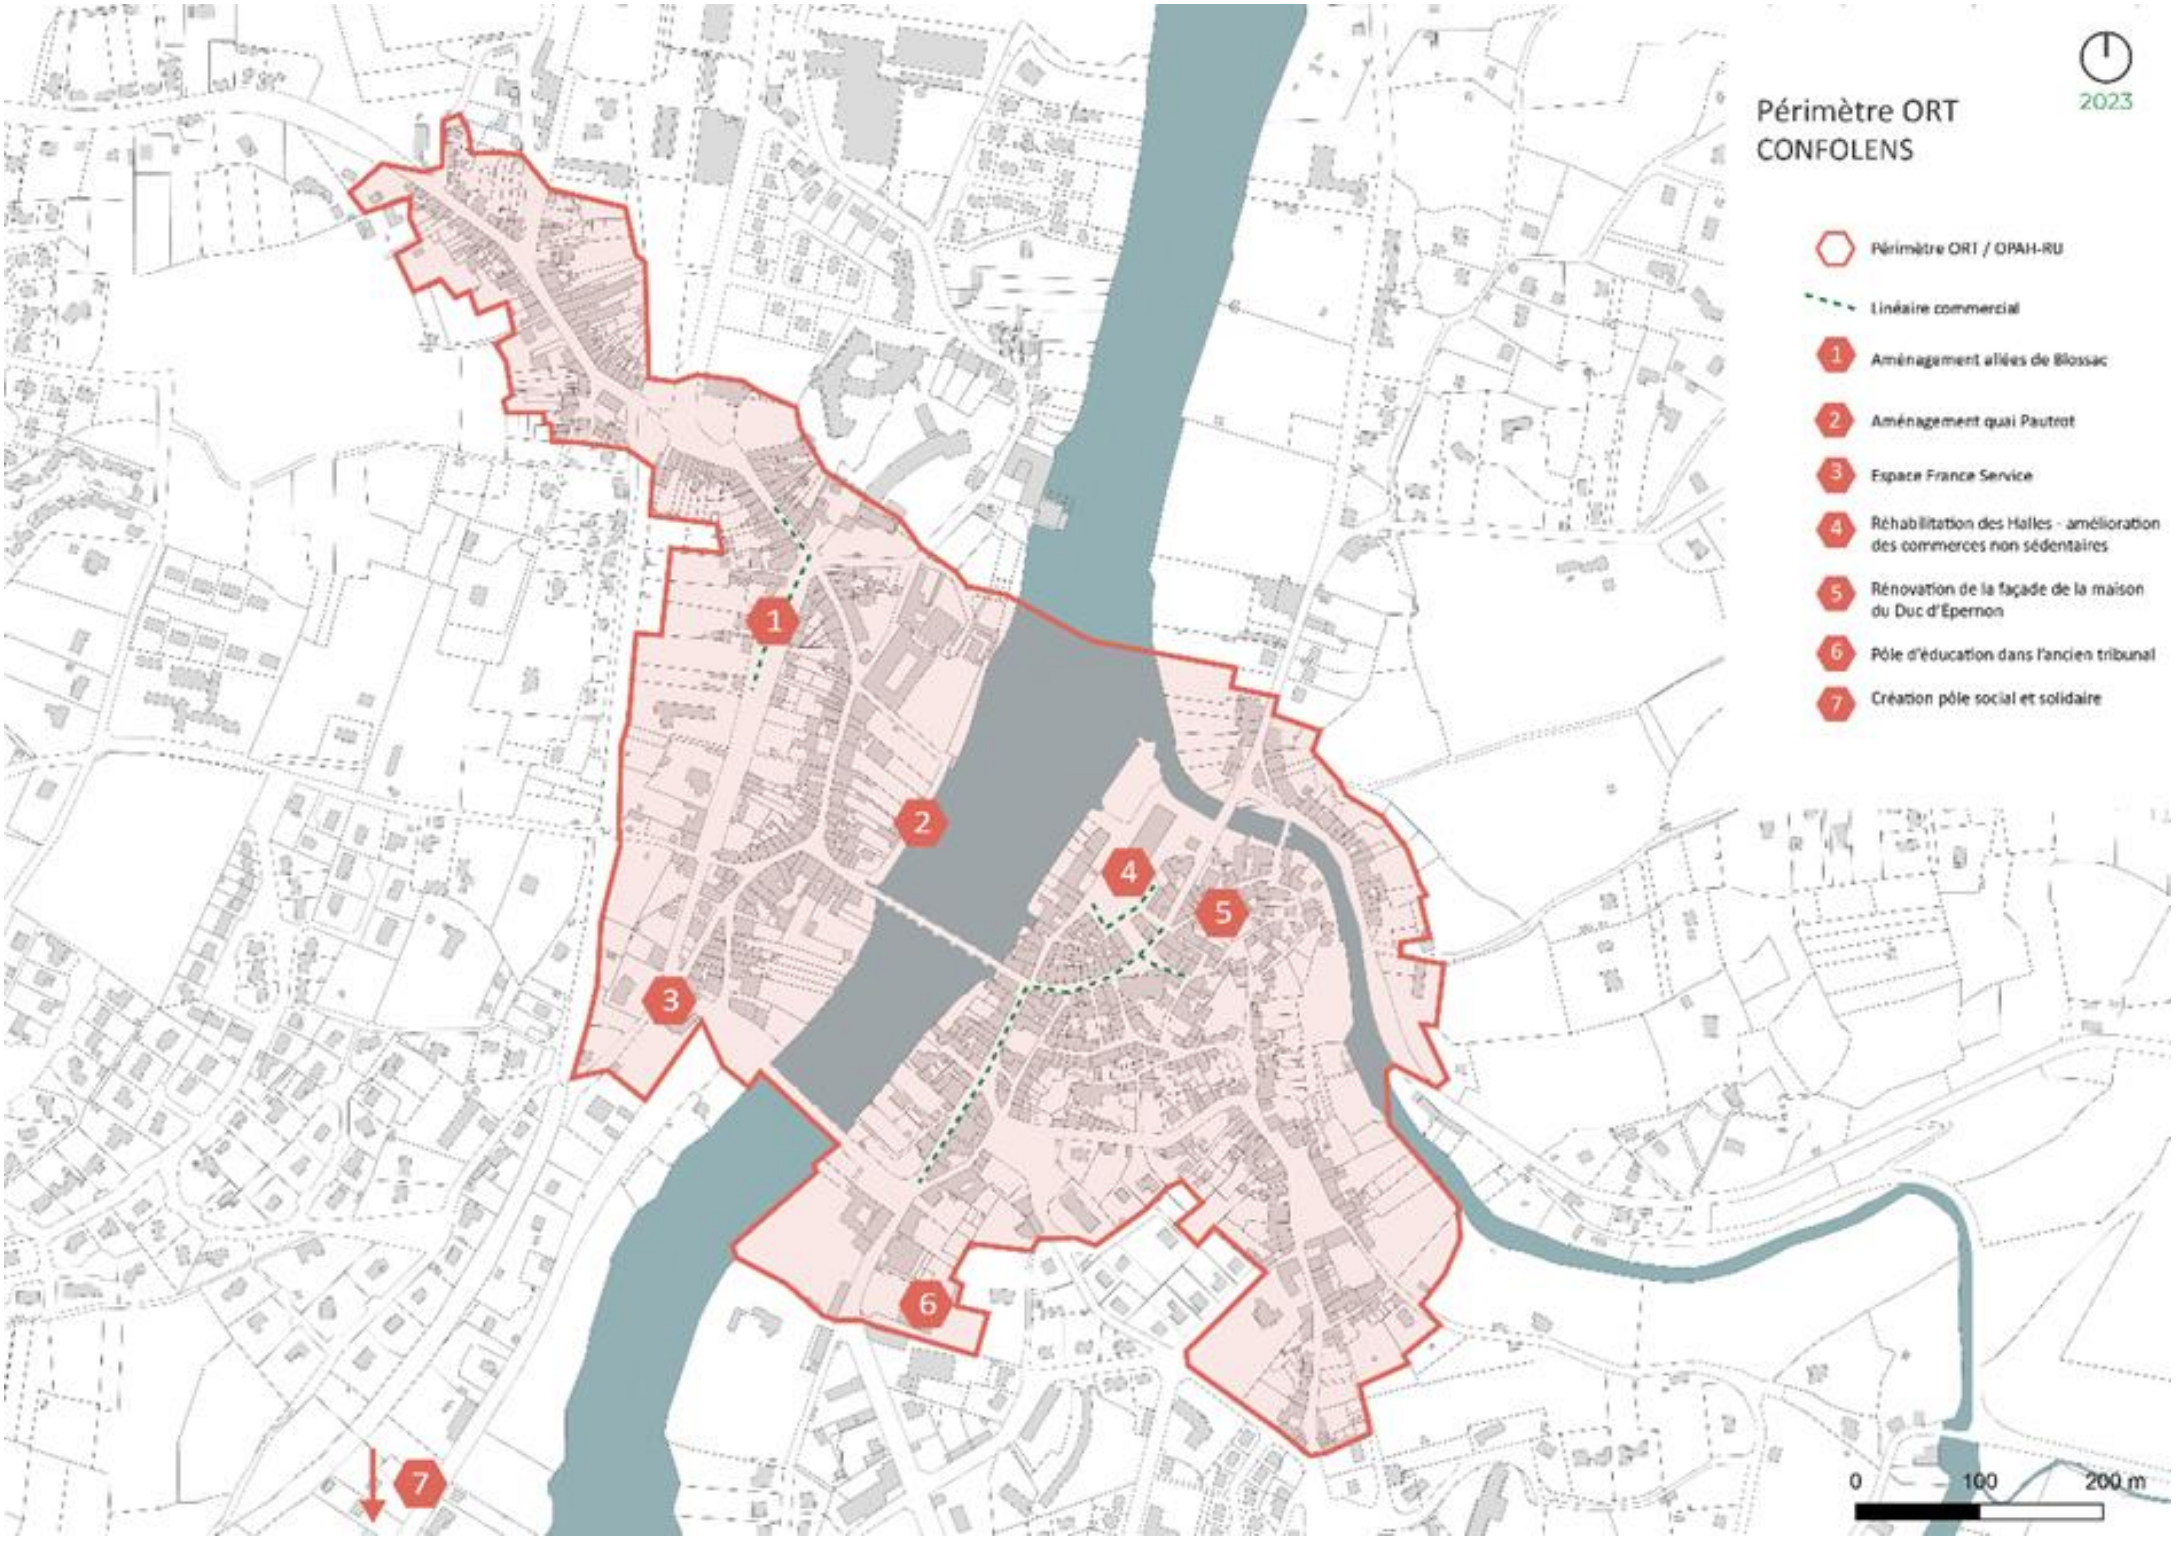 2023
Périmètre ORT
CONFOLENS
Périmètre ORT / OPAH-RU
Linéaire commercial
1 Aménagement allées de Blossac
2 Aménagement quai Pautrot
3 Espace France Service
4 Réhabilitation des Halles - amélioration
des commerces non sédentaires
5 Rénovation de la façade de la maison
du Duc d'Epernon
6 Pôle d'éducation dans l'ancien tribunal
7 Création pôle social et solidaire
1
2
4
5
3
6
7
0 100 200 m